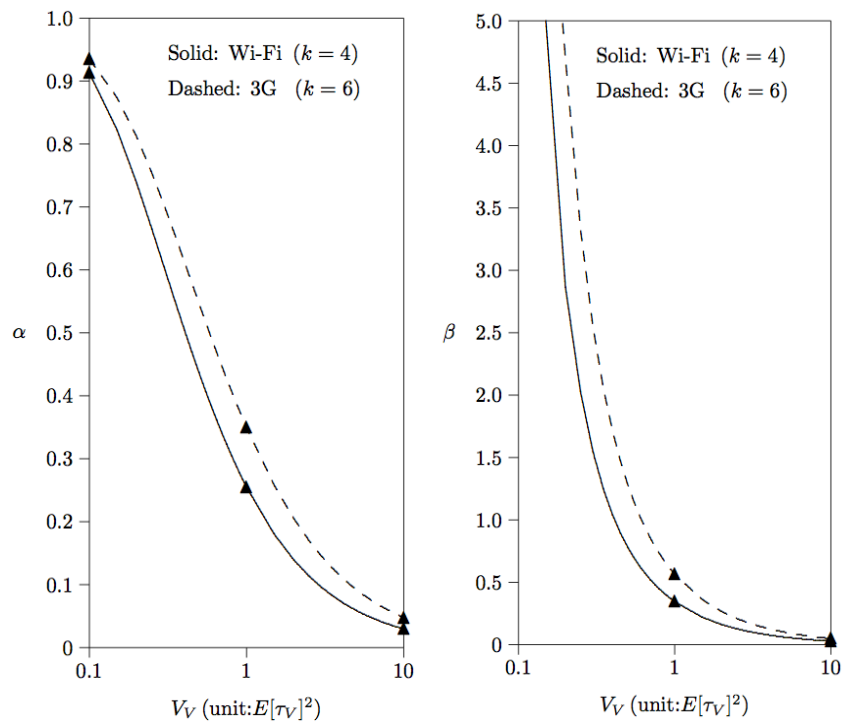 1.0
0.9
0.8
0.7
0.6
0.5
0.4
0.3
0.2
0.1
0
α
Solid: Wi-Fi (k = 4)
Dashed: 3G (k = 6)
0.1 1 10
V_V (unit:E[τ_V]²)
5.0
4.5
4.0
3.5
3.0
2.5
2.0
1.5
1.0
0.5
0
β
Solid: Wi-Fi (k = 4)
Dashed: 3G (k = 6)
0.1 1 10
V_V (unit:E[τ_V]²)